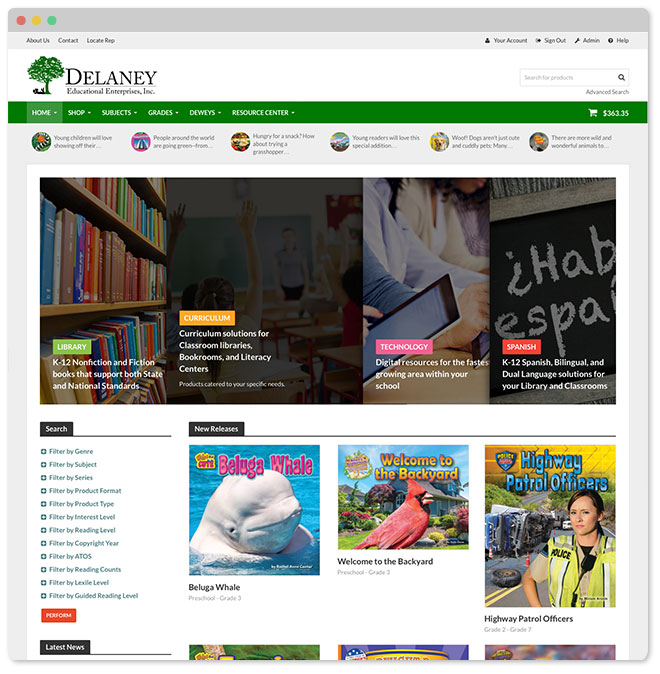 About Us Contact Locate Rep Your Account Sign Out Admin Help
DELANEY
Educational Enterprises, Inc.
Search for products
Advanced Search
HOME SHOP SUBJECTS GRADES DEWEYS RESOURCE CENTER $363.35
Young children will love
showing off their ...
People around the world
are going green--from...
Hungry for a snack? How
about trying a
grasshopper ...
Young readers will love this
special addition ...
Woof! Dogs aren't just cute
and cuddly pets; Many ...
There are more wild and
wonderful animals to...
LIBRARY
K-12 Nonfiction and Fiction
books that support both State
and National Standards
CURRICULUM
Curriculum solutions for
Classroom libraries,
Bookrooms, and Literacy
Centers
Products catered to your specific needs.
TECHNOLOGY
Digital resources for the fastest
growing area within your
school
¿Hab
españ
SPANISH
K-12 Spanish, Bilingual, and
Dual Language solutions for
your Library and Classrooms
Search
Filter by Genre
Filter by Subject
Filter by Series
Filter by Product Format
Filter by Product Type
Filter by Interest Level
Filter by Reading Level
Filter by Copyright Year
Filter by ATOS
Filter by Reading Counts
Filter by Lexile Level
Filter by Guided Reading Level
PERFORM
Latest News
New Releases
Beluga Whale
Beluga Whale
Preschool - Grade 3
Welcome to
the Backyard
Welcome to the Backyard
Preschool - Grade 3
POLICE
Highway
Patrol Officers
POLICE
Highway Patrol Officers
Grade 2 - Grade 7